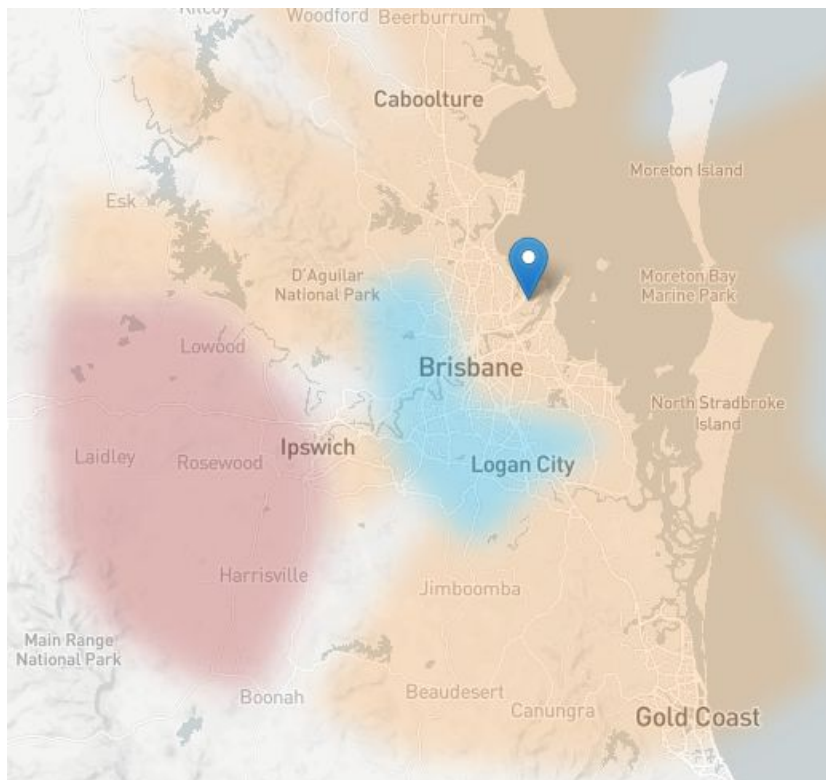 Kilcoy
Woodford
Beerburrum
Caboolture
Moreton Island
Esk
D'Aguilar
National Park
Moreton Bay
Marine Park
Lowood
Brisbane
North Stradbroke
Island
Ipswich
Laidley
Rosewood
Logan City
Harrisville
Jimboomba
Main Range
National Park
Boonah
Beaudesert
Canungra
Gold Coast